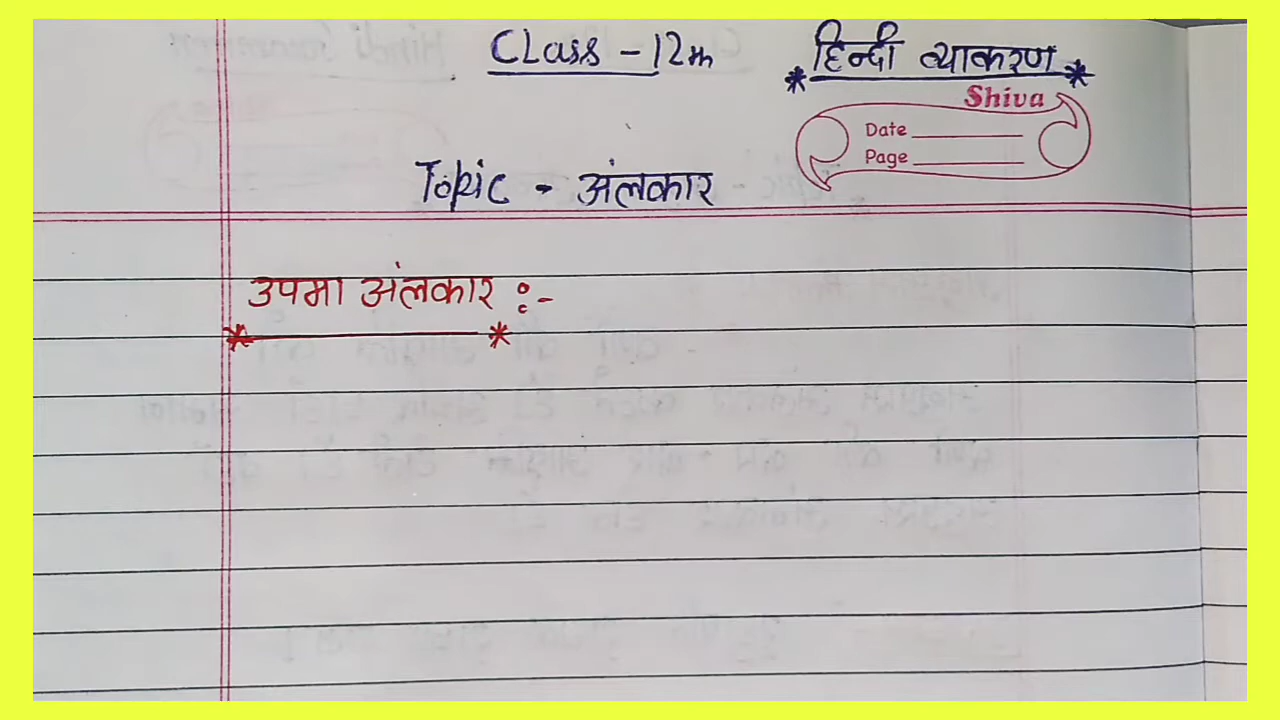 CLass - 12th
हिन्दी व्याकरण
Shiva
Date
Page
Topic - अंलकार
उपमा अंलकार :-